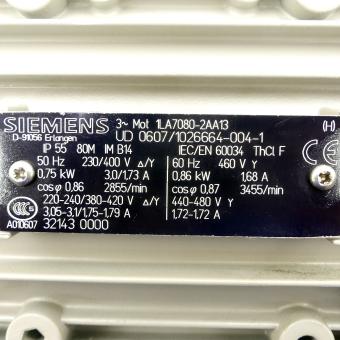 SIEMENS 3~ Mot 1LA7080-2AA13 (H)
D-91056 Erlangen UD 0607/1026664-004-1
IP 55 80M IM B14 IEC/EN 60034 ThCl F CE
50 Hz 230/400 V Δ/Y 60 Hz 460 V Y
0,75 kW 3,0/1,73 A 0,86 kW 1,68 A
cosφ 0,86 2855/min cosφ 0,87 3455/min
220-240/380-420 V Δ/Y 440-480 V Y
3,05-3,1/1,75-1,79 A 1,72-1,72 A
CCC S
A010607 32143 0000